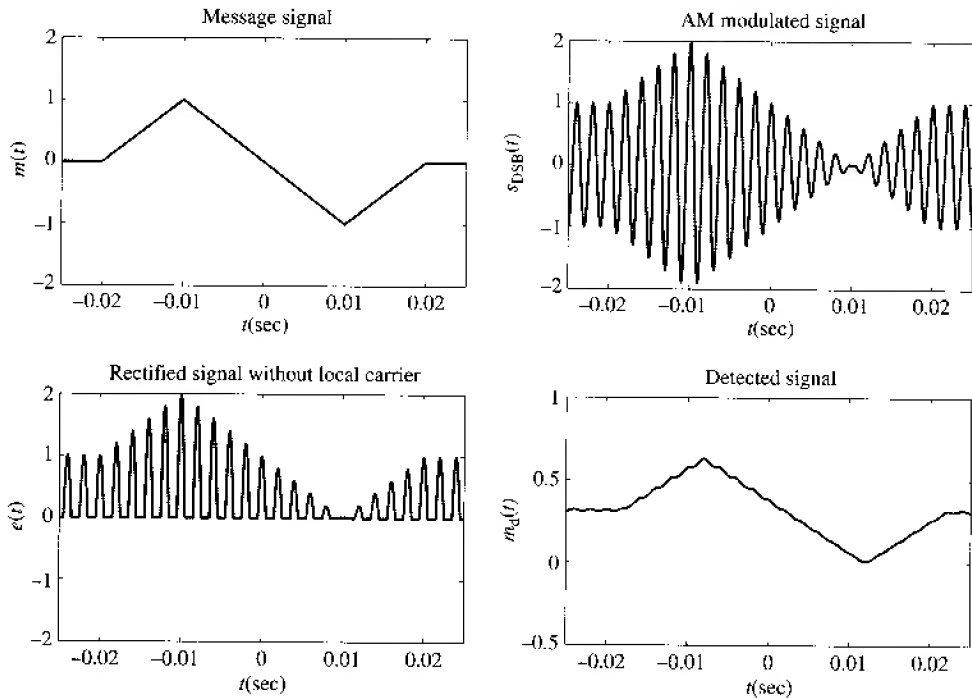 Message signal
2
1
0
−1
−2
m(t)
−0.02 −0.01 0 0.01 0.02
t(sec)
AM modulated signal
2
1
0
−1
−2
s_DSB(t)
−0.02 −0.01 0 0.01 0.02
t(sec)
Rectified signal without local carrier
2
1
0
−1
−2
e(t)
−0.02 −0.01 0 0.01 0.02
t(sec)
Detected signal
1
0.5
0
−0.5
m_d(t)
−0.02 −0.01 0 0.01 0.02
t(sec)